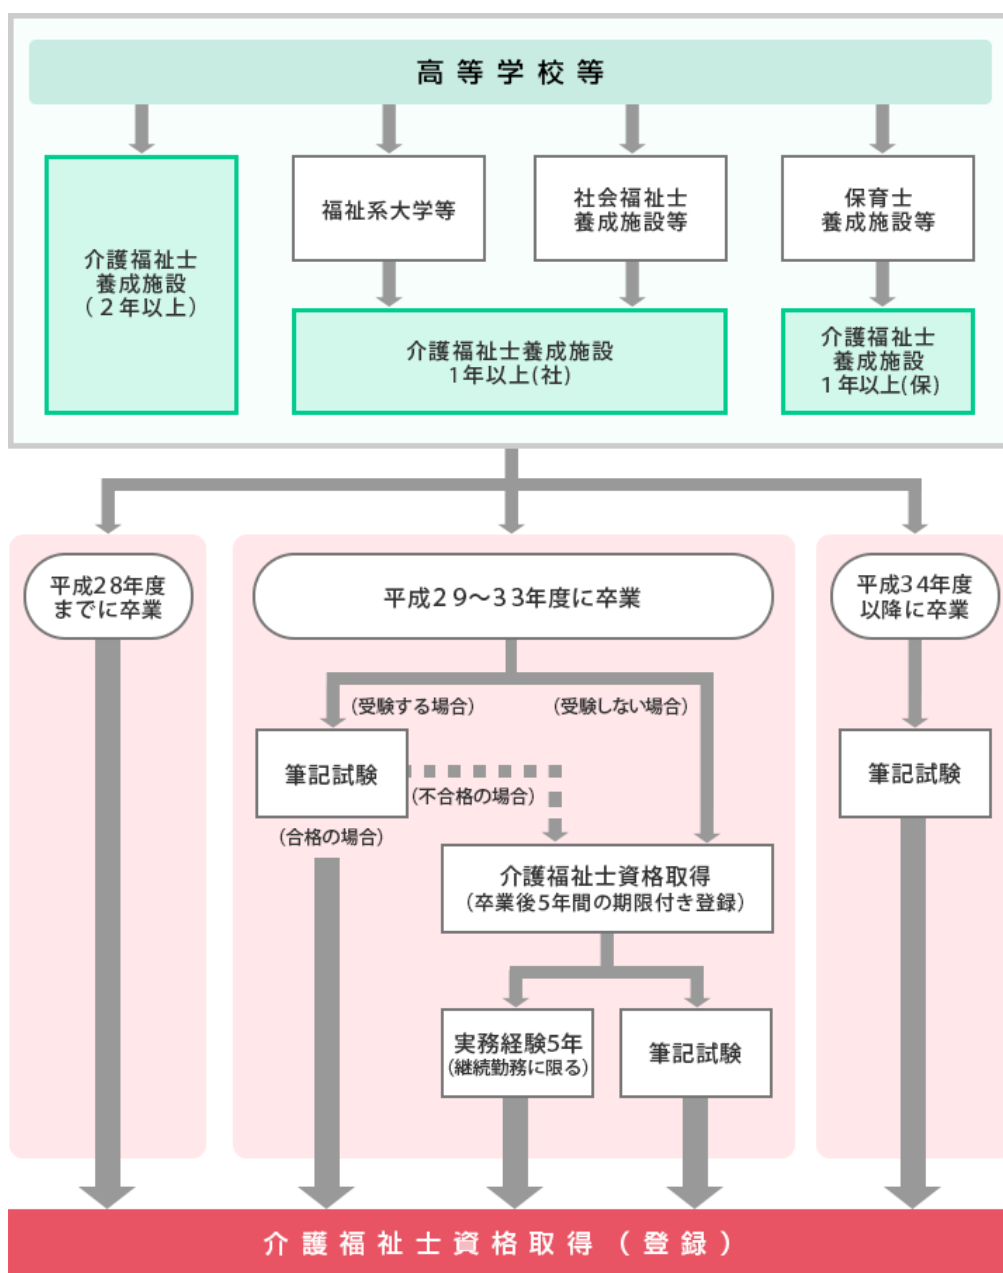 高等学校等
介護福祉士
養成施設
(２年以上)
福祉系大学等
社会福祉士
養成施設等
保育士
養成施設等
介護福祉士養成施設
1年以上(社)
介護福祉士
養成施設
1年以上(保)
平成28年度
までに卒業
平成２９～３３年度に卒業
平成34年度
以降に卒業
(受験する場合)
(受験しない場合)
筆記試験
(不合格の場合)
(合格の場合)
筆記試験
介護福祉士資格取得
(卒業後5年間の期限付き登録)
実務経験5年
(継続勤務に限る)
筆記試験
介護福祉士資格取得(登録)